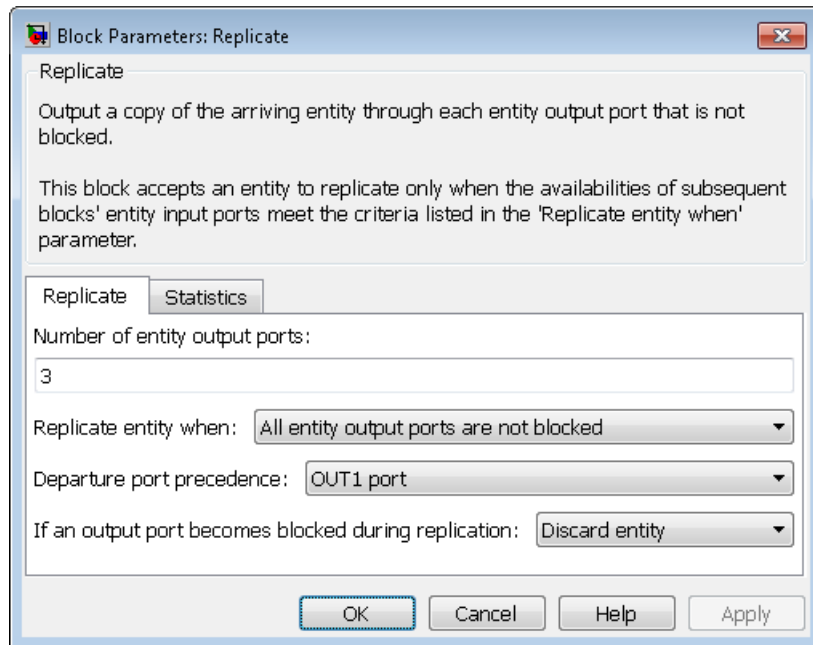 Block Parameters: Replicate
Replicate
Output a copy of the arriving entity through each entity output port that is not
blocked.
This block accepts an entity to replicate only when the availabilities of subsequent
blocks' entity input ports meet the criteria listed in the 'Replicate entity when'
parameter.
Replicate Statistics
Number of entity output ports:
3
Replicate entity when: All entity output ports are not blocked
Departure port precedence: OUT1 port
If an output port becomes blocked during replication: Discard entity
OK Cancel Help Apply